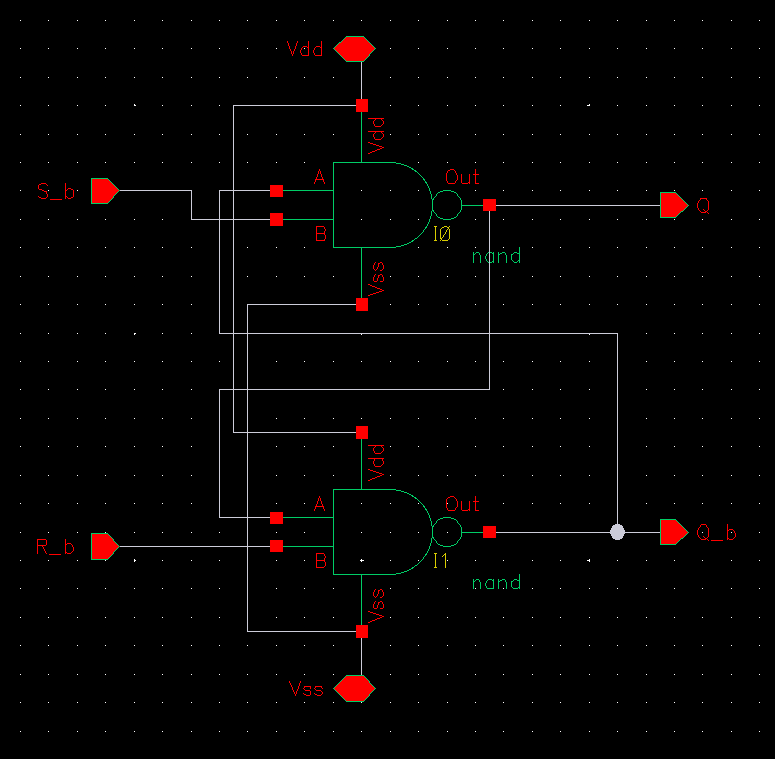 Vdd
Vdd
A
Out
S_b
Q
B
I0
nand
Vss
Vdd
A
Out
R_b
Q_b
B
I1
nand
Vss
Vss